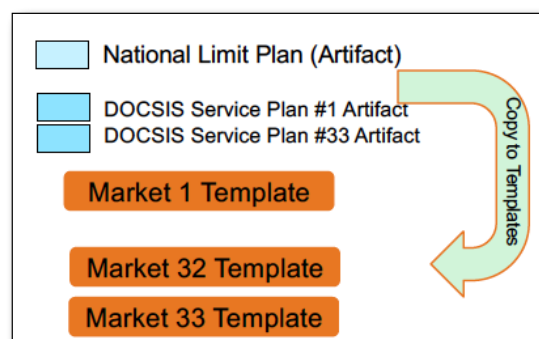 National Limit Plan (Artifact)
DOCSIS Service Plan #1 Artifact
DOCSIS Service Plan #33 Artifact
Copy to Templates
Market 1 Template
Market 32 Template
Market 33 Template